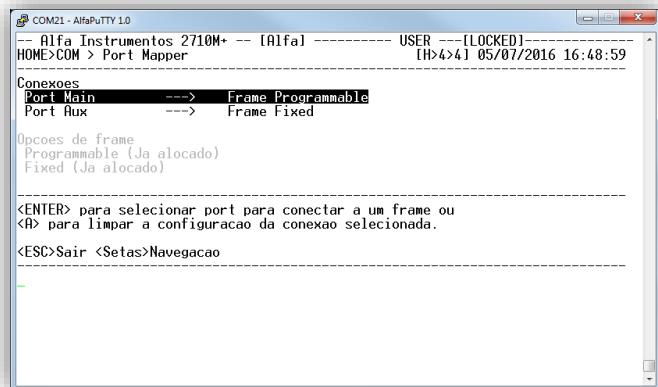 COM21 - AlfaPuTTY 1.0
-- Alfa Instrumentos 2710M+ -- [Alfa] ---------- USER ---[LOCKED]--------------
HOME>COM > Port Mapper [H>4>4] 05/07/2016 16:48:59
--------------------------------------------------------------------------------
Conexoes
Port Main ---> Frame Programmable
Port Aux ---> Frame Fixed
Opcoes de frame
Programmable (Ja alocado)
Fixed (Ja alocado)
--------------------------------------------------------------------------------
<ENTER> para selecionar port para conectar a um frame ou
<A> para limpar a configuracao da conexao selecionada.
<ESC>Sair <Setas>Navegacao
--------------------------------------------------------------------------------